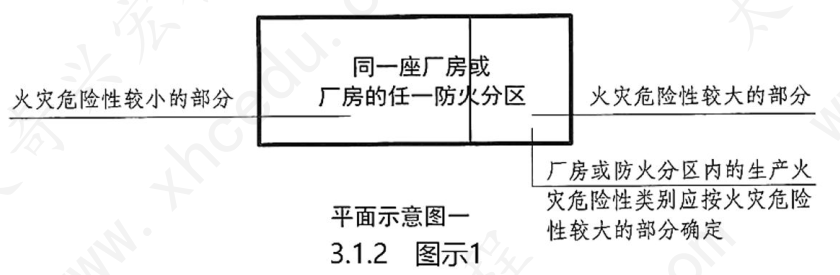 同一座厂房或
厂房的任一防火分区
火灾危险性较小的部分
火灾危险性较大的部分
厂房或防火分区内的生产火
灾危险性类别应按火灾危险
性较大的部分确定
平面示意图一
3.1.2 图示1
www.xhcedu.com